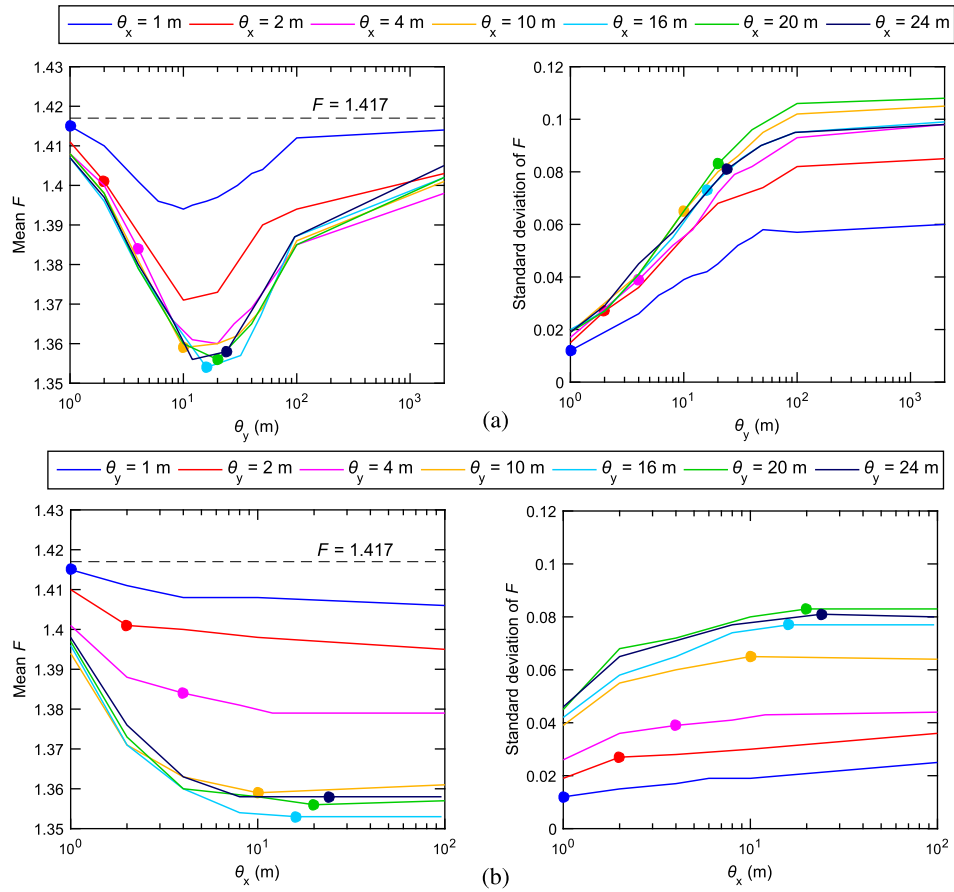 θx = 1 m θx = 2 m θx = 4 m θx = 10 m θx = 16 m θx = 20 m θx = 24 m
1.43
1.42
1.41
1.4
1.39
1.38
1.37
1.36
1.35
Mean F
F = 1.417
10^0 10^1 10^2 10^3
θy (m)
0.12
0.1
0.08
0.06
0.04
0.02
0
Standard deviation of F
10^0 10^1 10^2 10^3
θy (m)
(a)
θy = 1 m θy = 2 m θy = 4 m θy = 10 m θy = 16 m θy = 20 m θy = 24 m
1.43
1.42
1.41
1.4
1.39
1.38
1.37
1.36
1.35
Mean F
F = 1.417
10^0 10^1 10^2
θx (m)
0.12
0.1
0.08
0.06
0.04
0.02
0
Standard deviation of F
10^0 10^1 10^2
θx (m)
(b)